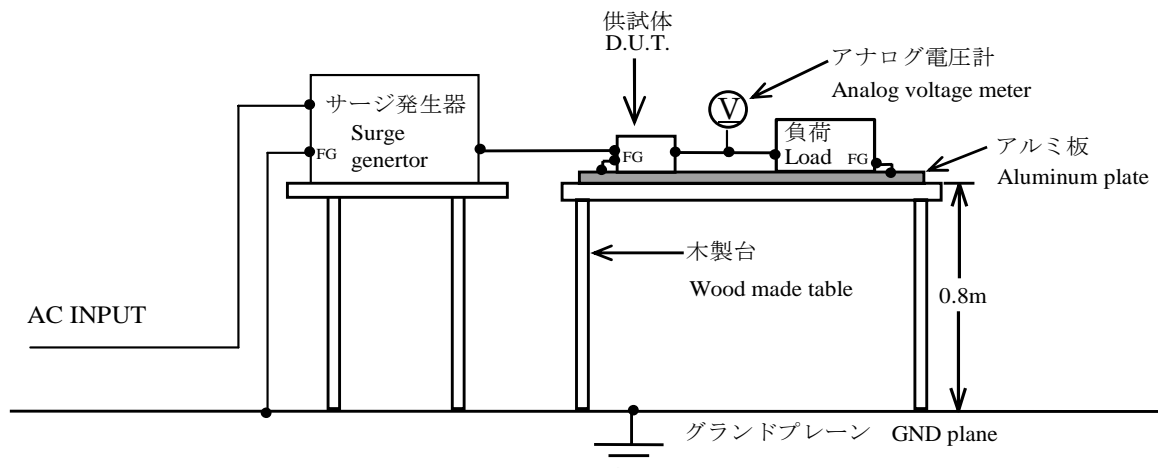 供試体
D.U.T.
アナログ電圧計
Analog voltage meter
サージ発生器
Surge
genertor
FG
V
FG
負荷
Load
FG
アルミ板
Aluminum plate
木製台
Wood made table
0.8m
AC INPUT
グランドプレーン GND plane